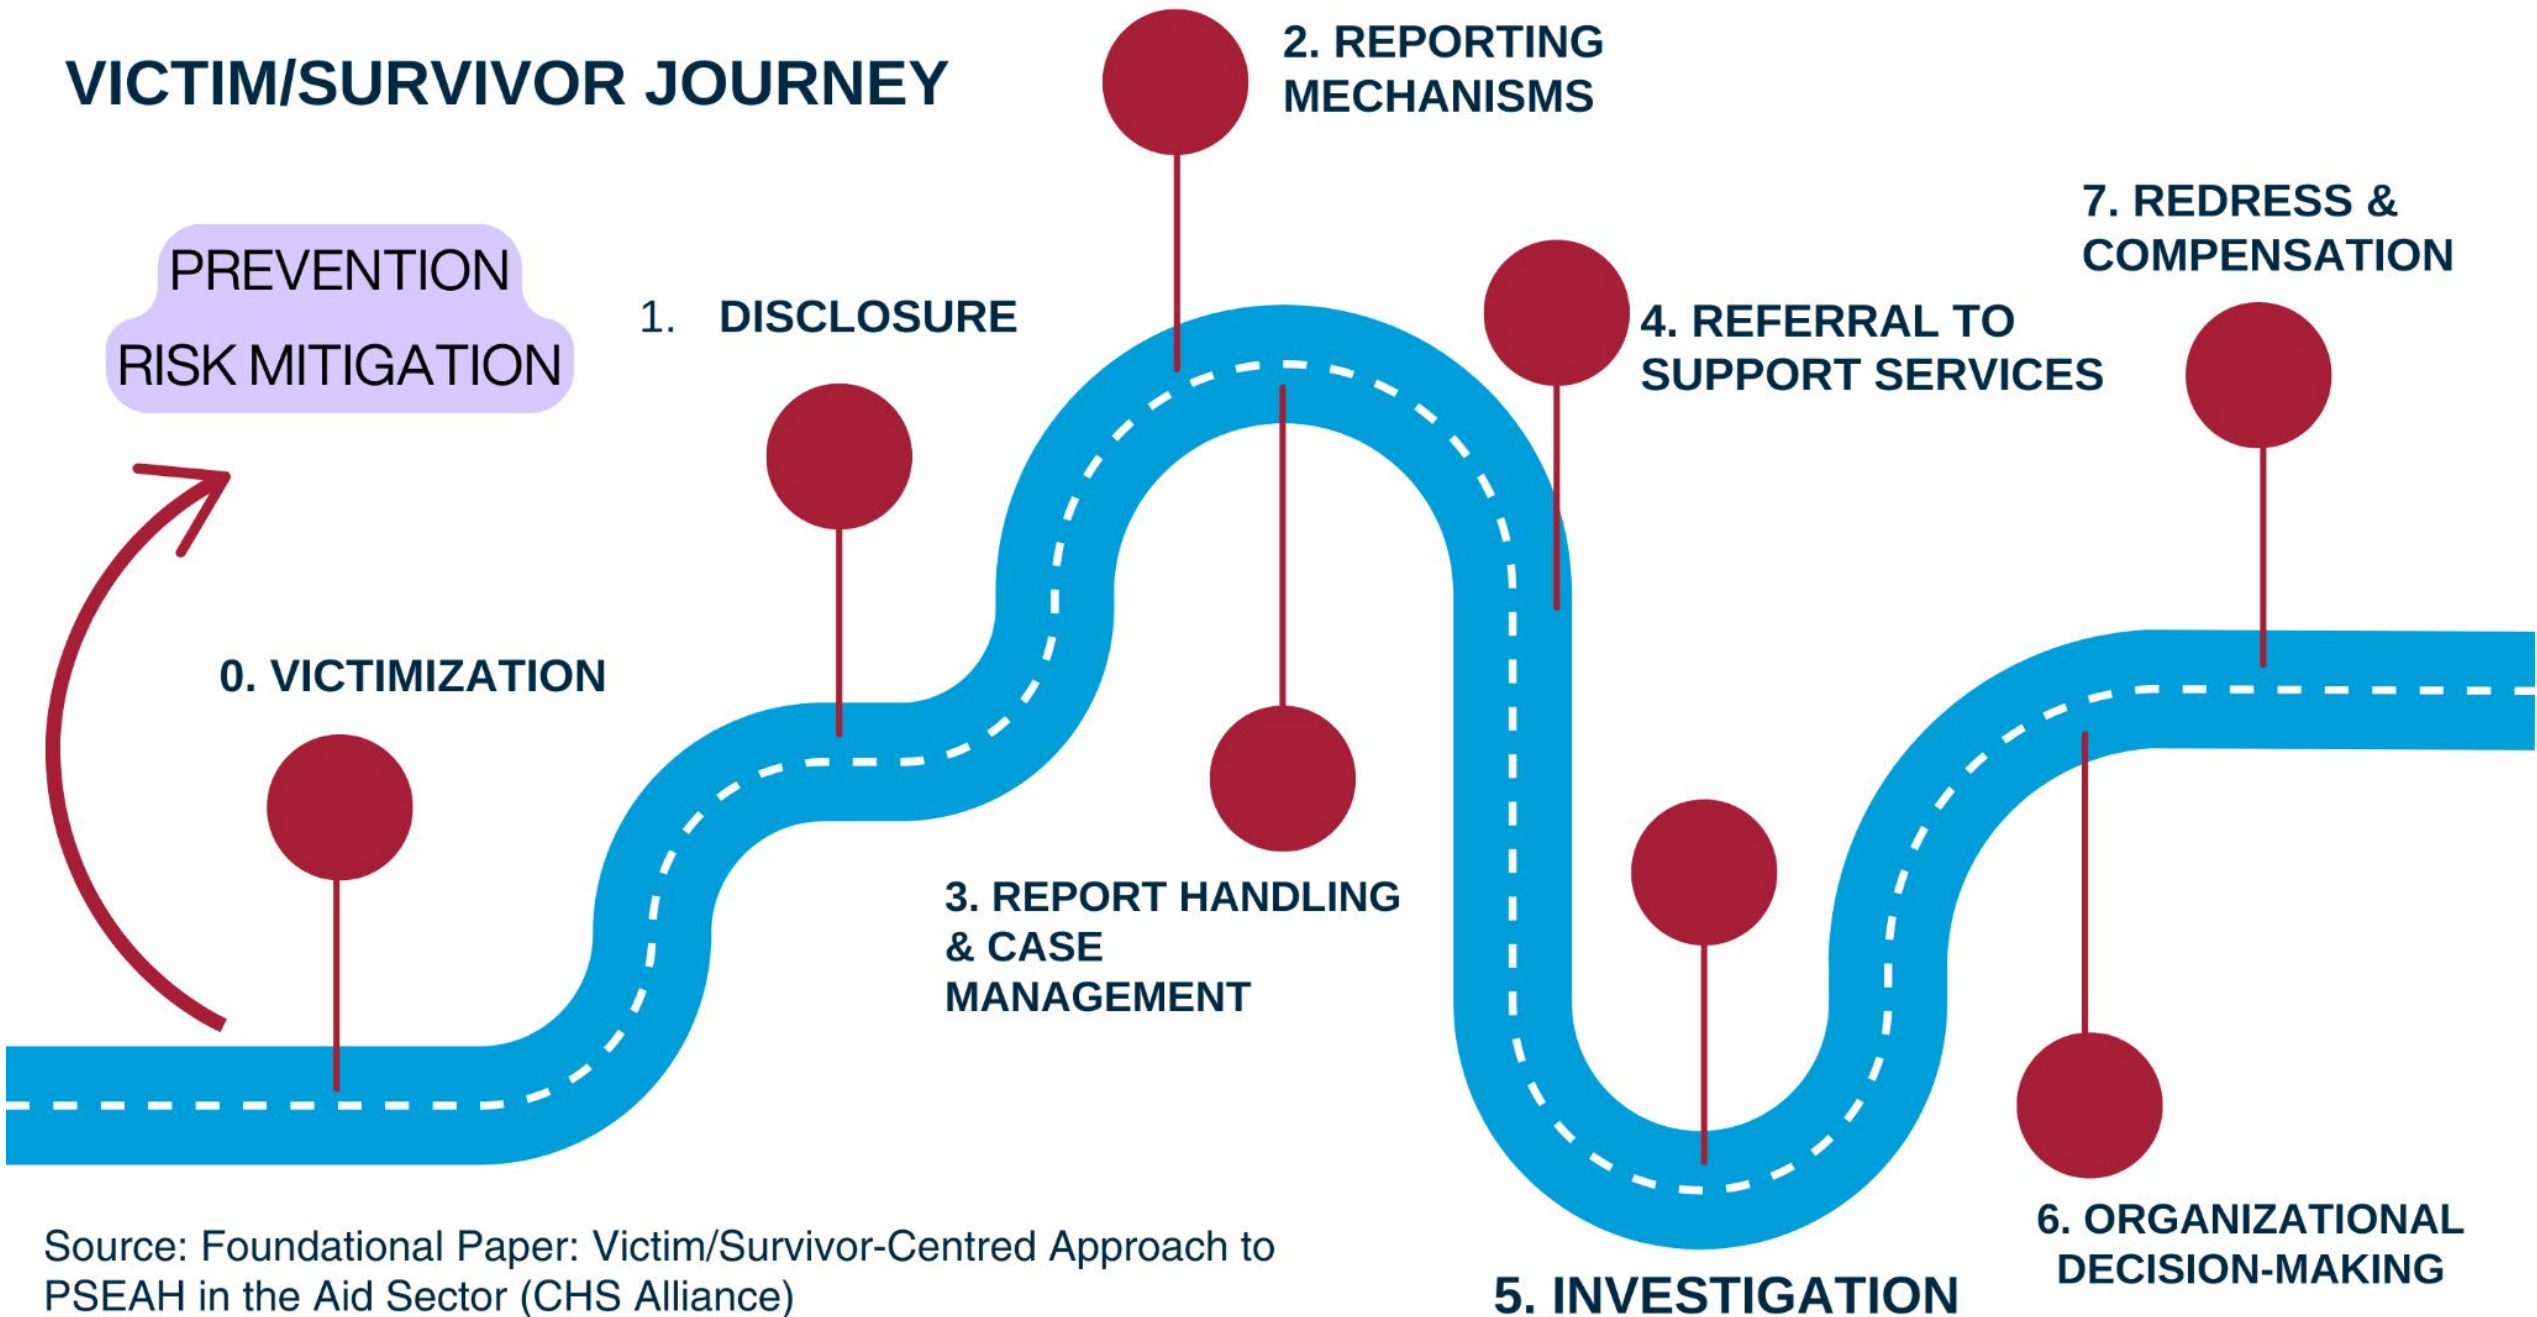 VICTIM/SURVIVOR JOURNEY
PREVENTION
RISK MITIGATION
0. VICTIMIZATION
1. DISCLOSURE
2. REPORTING
MECHANISMS
3. REPORT HANDLING
& CASE
MANAGEMENT
4. REFERRAL TO
SUPPORT SERVICES
5. INVESTIGATION
6. ORGANIZATIONAL
DECISION-MAKING
7. REDRESS &
COMPENSATION
Source: Foundational Paper: Victim/Survivor-Centred Approach to
PSEAH in the Aid Sector (CHS Alliance)